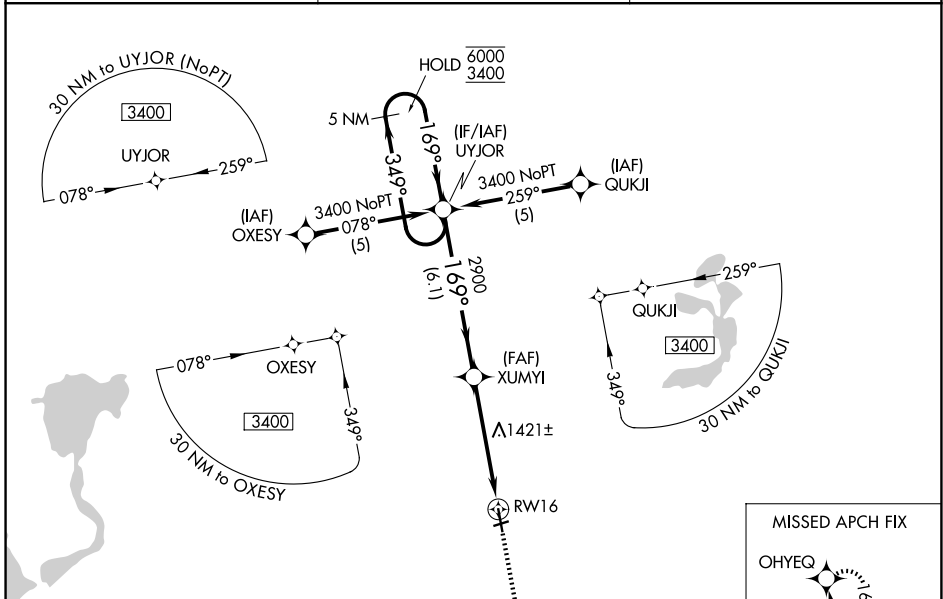 30 NM to UYJOR (NoPT)
3400
UYJOR
078°
259°
HOLD
6000
3400
5 NM
169°
349°
(IF/IAF)
UYJOR
(IAF)
QUKJI
3400 NoPT
259°
(5)
(IAF)
OXESY
3400 NoPT
078°
(5)
2900
169°
(6.1)
(FAF)
XUMYI
1421±
RW16
078°
OXESY
3400
349°
30 NM to OXESY
259°
QUKJI
3400
349°
30 NM to QUKJI
MISSED APCH FIX
OHYEQ